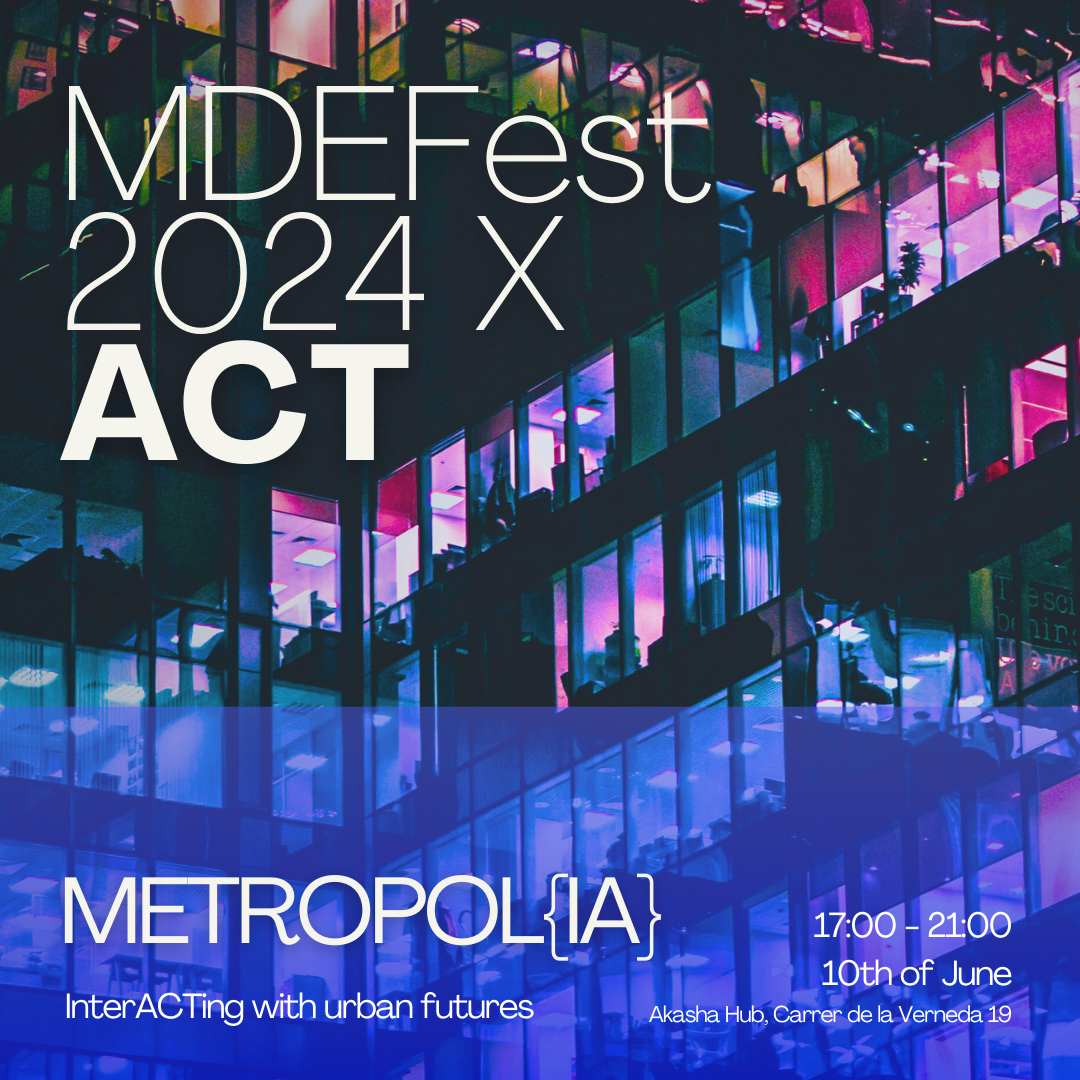 MDEFest
2024 X
ACT
METROPOL{IA}
InterACTing with urban futures
17:00 - 21:00
10th of June
Akasha Hub, Carrer de la Verneda 19